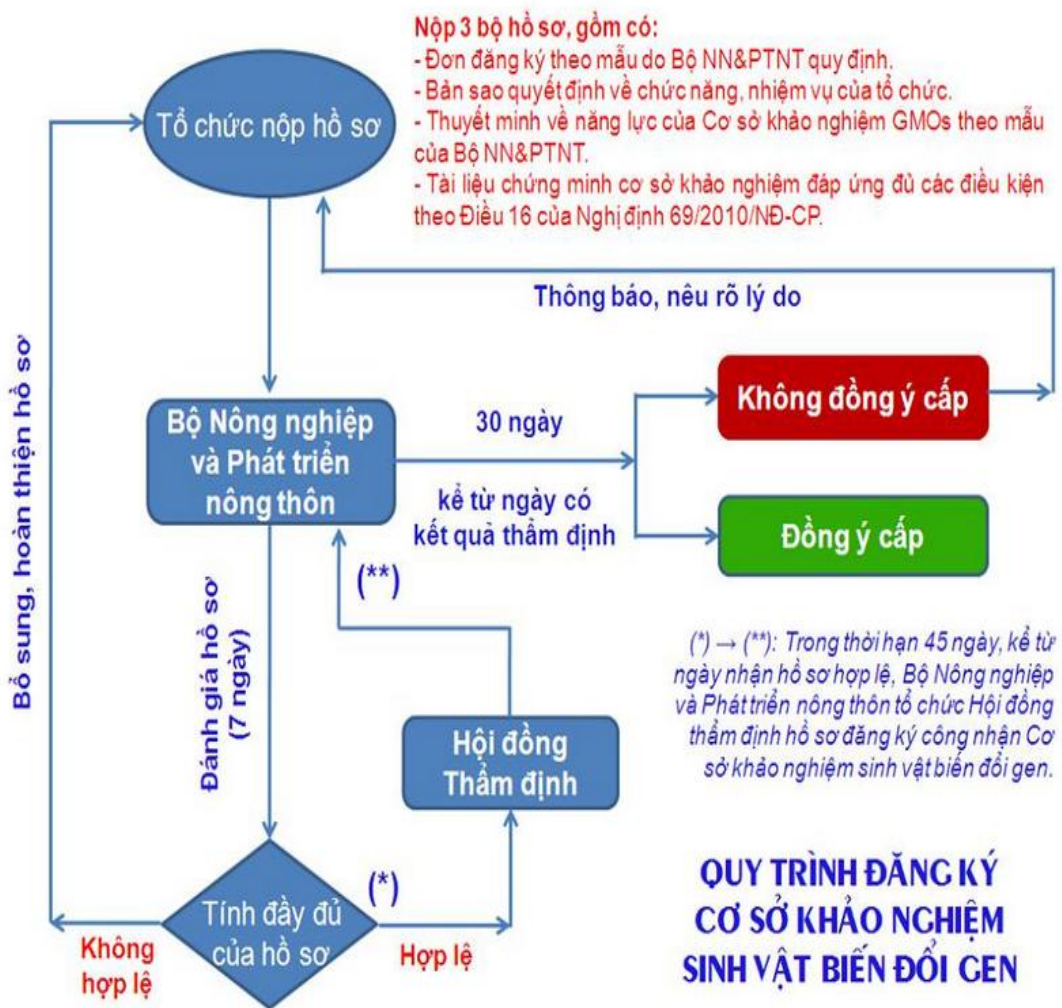 Nộp 3 bộ hồ sơ, gồm có:
- Đơn đăng ký theo mẫu do Bộ NN&PTNT quy định.
- Bản sao quyết định về chức năng, nhiệm vụ của tổ chức.
- Thuyết minh về năng lực của Cơ sở khảo nghiệm GMOs theo mẫu
của Bộ NN&PTNT.
- Tài liệu chứng minh cơ sở khảo nghiệm đáp ứng đủ các điều kiện
theo Điều 16 của Nghị định 69/2010/NĐ-CP.
Tổ chức nộp hồ sơ
Thông báo, nêu rõ lý do
Bổ sung, hoàn thiện hồ sơ
Bộ Nông nghiệp
và Phát triển
nông thôn
30 ngày
kể từ ngày có
kết quả thẩm định
Không đồng ý cấp
Đồng ý cấp
Đánh giá hồ sơ
(7 ngày)
(**)
Hội đồng
Thẩm định
(*) → (**): Trong thời hạn 45 ngày, kể từ
ngày nhận hồ sơ hợp lệ, Bộ Nông nghiệp
và Phát triển nông thôn tổ chức Hội đồng
thẩm định hồ sơ đăng ký công nhận Cơ
sở khảo nghiệm sinh vật biến đổi gen.
Tính đầy đủ
của hồ sơ
(*)
Không
hợp lệ
Hợp lệ
QUY TRÌNH ĐĂNG KÝ
CƠ SỞ KHẢO NGHIỆM
SINH VẬT BIẾN ĐỔI GEN